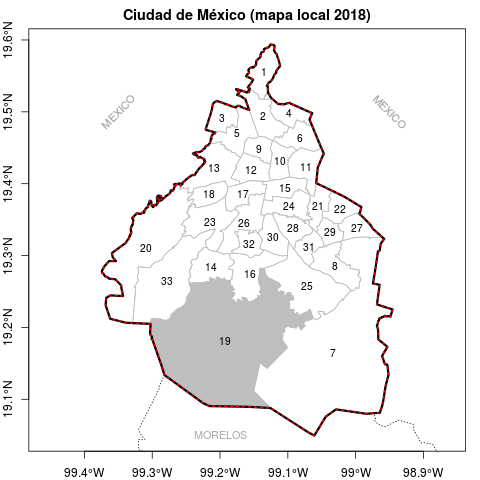 Ciudad de México (mapa local 2018)
19.6°N
19.5°N
19.4°N
19.3°N
19.2°N
19.1°N
MEXICO
MEXICO
1
2
3
4
5
6
9
10
11
12
13
15
17
18
24
21
22
23
26
28
29
27
30
31
32
20
14
16
8
33
25
19
7
MORELOS
99.4°W
99.3°W
99.2°W
99.1°W
99°W
98.9°W